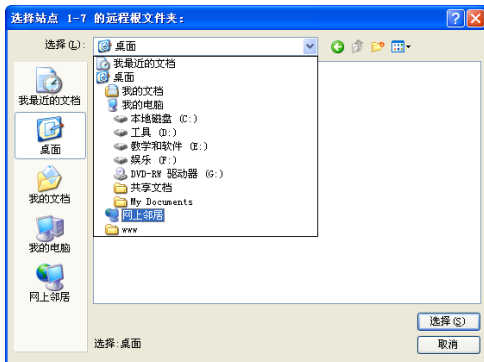 选择站点 1-7 的远程根文件夹:
选择(L): 桌面
我最近的文档
桌面
我的文档
我的电脑
本地磁盘 (C:)
工具 (D:)
教学和软件 (E:)
娱乐 (F:)
DVD-RW 驱动器 (G:)
共享文档
My Documents
网上邻居
www
我最近的文档
桌面
我的文档
我的电脑
网上邻居
选择(S)
选择:桌面
取消